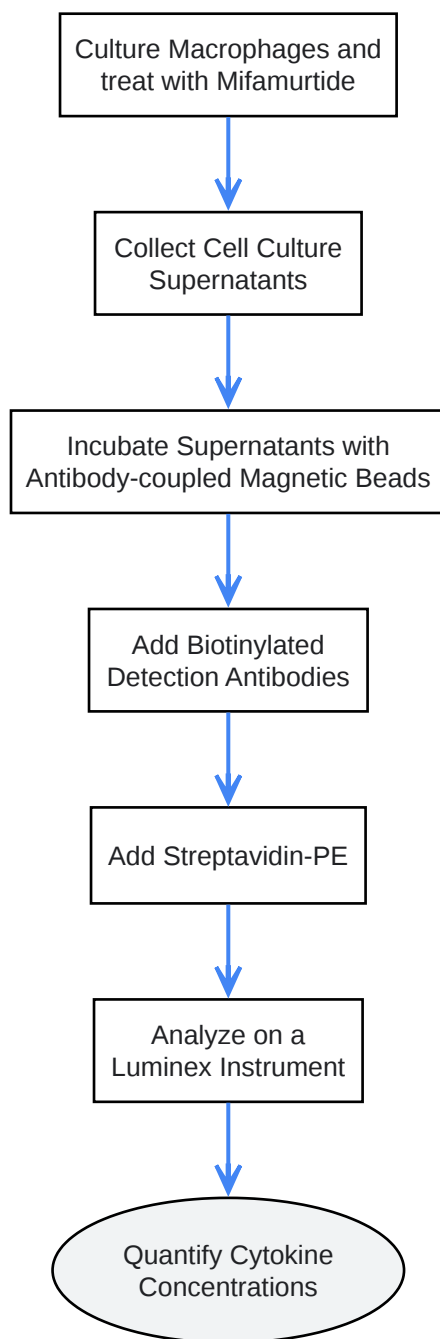 Culture Macrophages and
treat with Mifamurtide
Collect Cell Culture
Supernatants
Incubate Supernatants with
Antibody-coupled Magnetic Beads
Add Biotinylated
Detection Antibodies
Add Streptavidin-PE
Analyze on a
Luminex Instrument
Quantify Cytokine
Concentrations